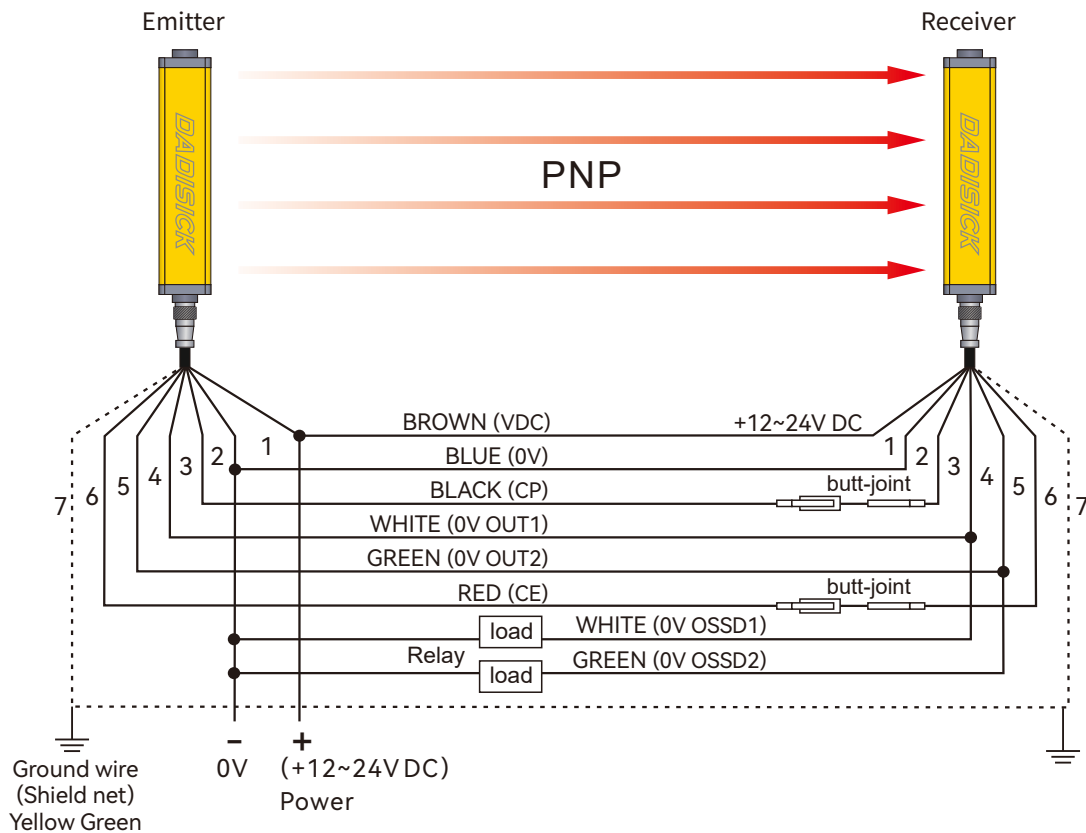 Emitter
Receiver
DADISICK
DADISICK
PNP
BROWN (VDC)
+12~24V DC
1
1
BLUE (0V)
2
2
BLACK (CP)
butt-joint
3
3
4
4
5
5
6
6
7
7
WHITE (0V OUT1)
GREEN (0V OUT2)
RED (CE)
butt-joint
load
WHITE (0V OSSD1)
Relay
load
GREEN (0V OSSD2)
-
+
0V
(+12~24V DC)
Power
Ground wire
(Shield net)
Yellow Green